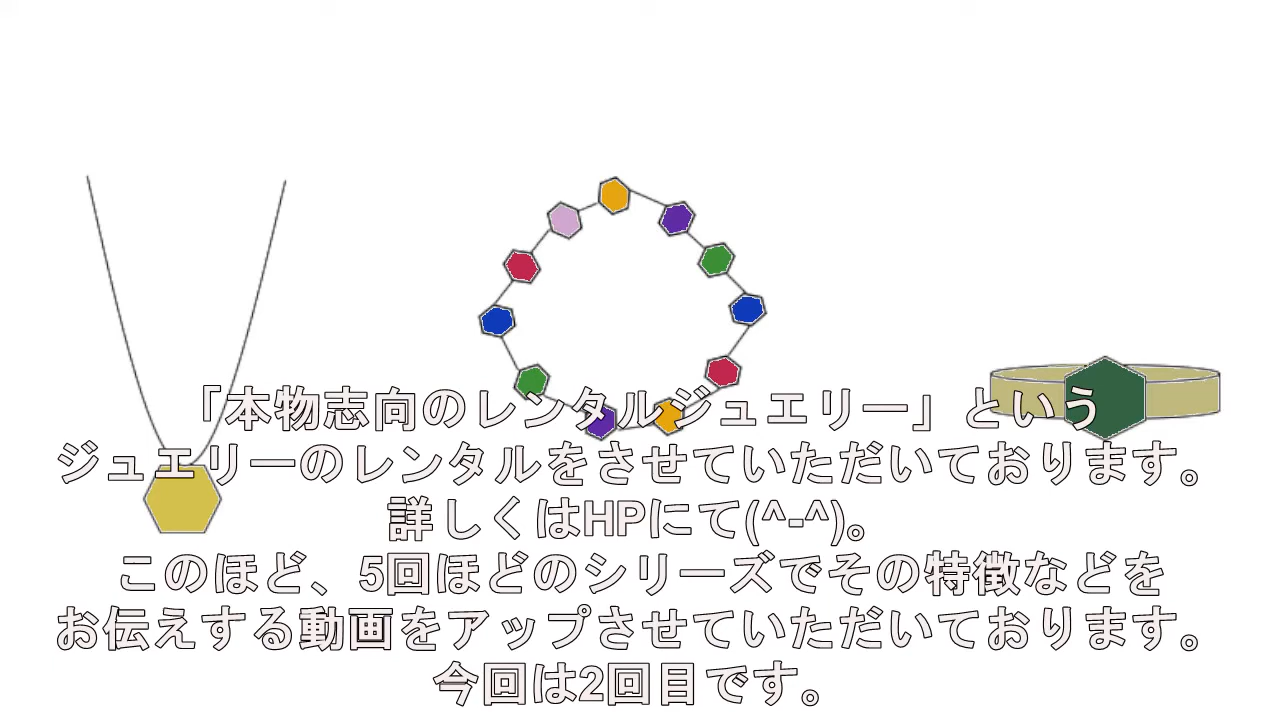 「本物志向のレンタルジュエリー」という
ジュエリーのレンタルをさせていただいております。
詳しくはHPにて(^-^)。
このほど、5回ほどのシリーズでその特徴などを
お伝えする動画をアップさせていただいております。
今回は2回目です。